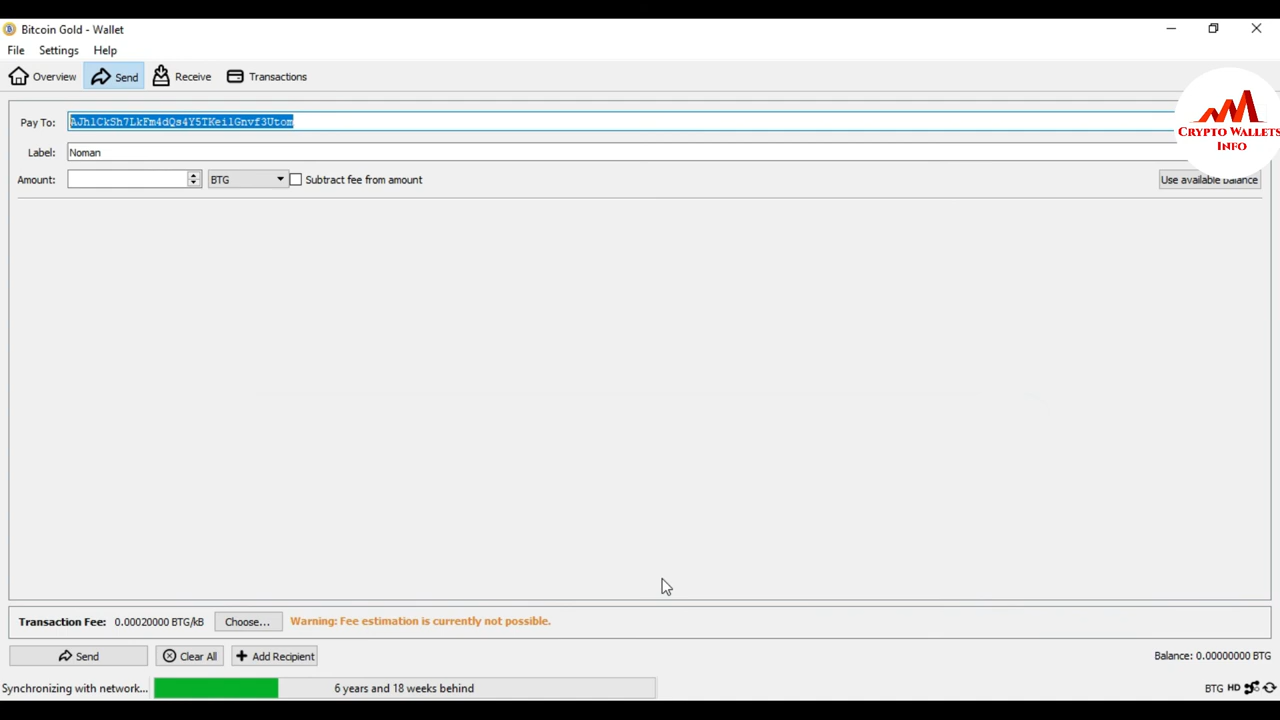 Bitcoin Gold - Wallet
File Settings Help
Overview Send Receive Transactions
CRYPTO WALLETS
INFO
Pay To: AJh1CkSh7LkFm4dQs4Y5TKei1Gnvf3Utom
Label: Noman
Amount: BTG Subtract fee from amount Use available balance
Transaction Fee: 0.00020000 BTG/kB Choose... Warning: Fee estimation is currently not possible.
Send Clear All Add Recipient Balance: 0.00000000 BTG
Synchronizing with network... 6 years and 18 weeks behind BTG HD